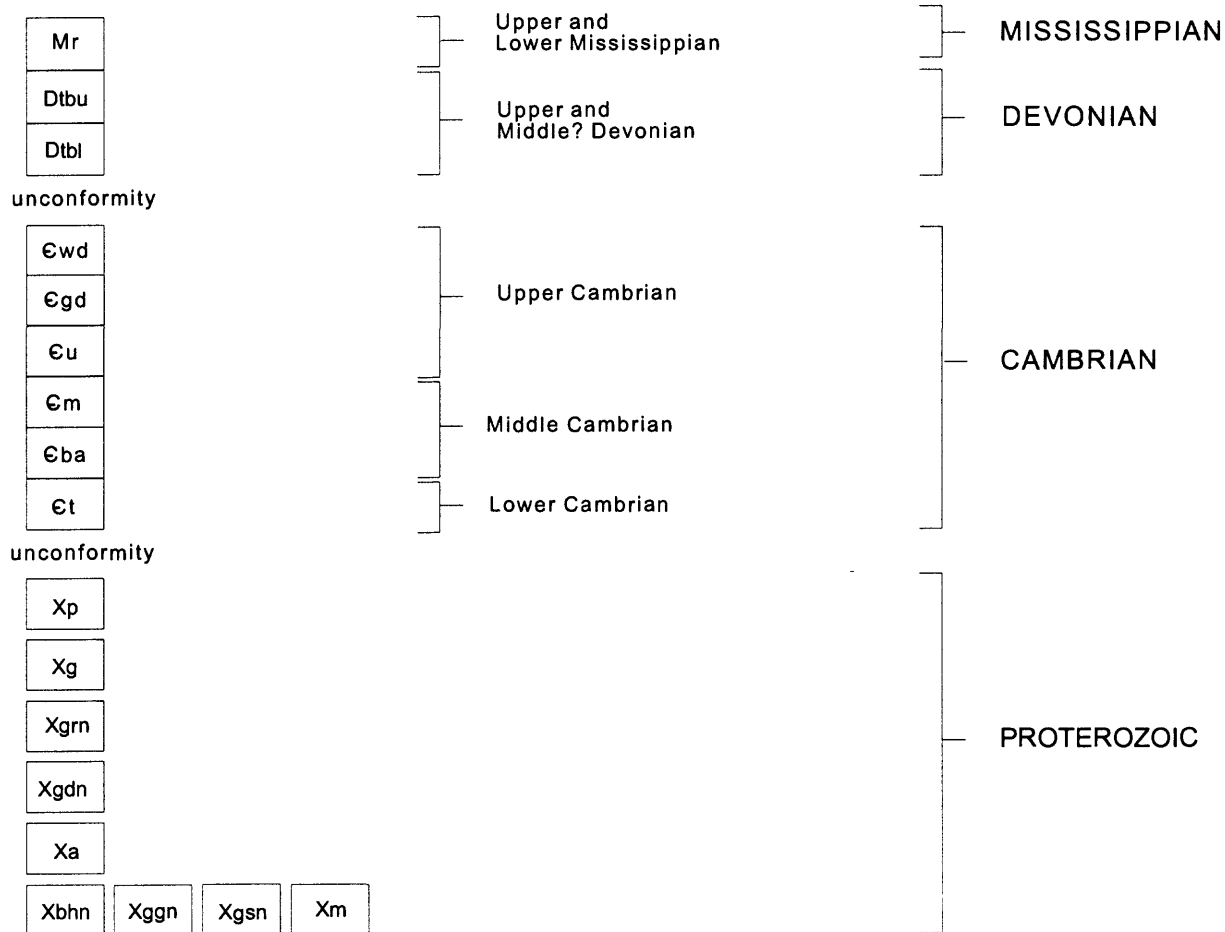 Mr
Upper and
Lower Mississippian
MISSISSIPPIAN
Dtbu
Dtbl
Upper and
Middle? Devonian
DEVONIAN
unconformity
Ꞓwd
Ꞓgd
Ꞓu
Upper Cambrian
Ꞓm
Ꞓba
Middle Cambrian
Ꞓt
Lower Cambrian
CAMBRIAN
unconformity
Xp
Xg
Xgrn
Xgdn
Xa
Xbhn Xggn Xgsn Xm
PROTEROZOIC